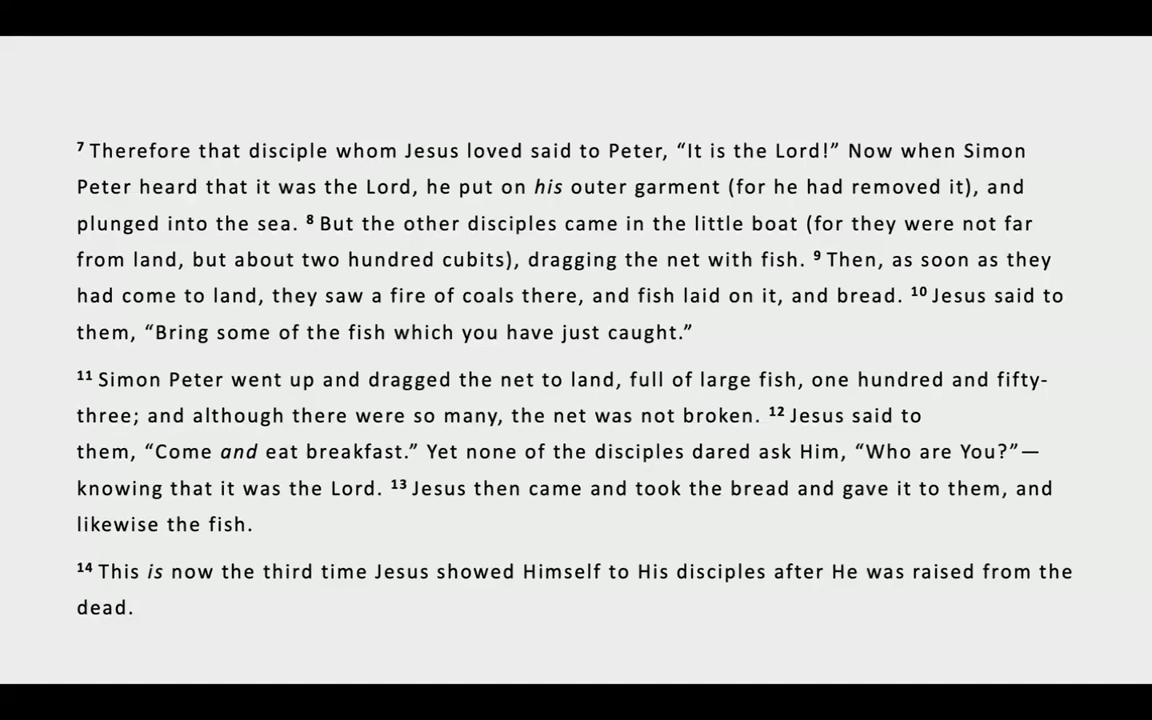 7 Therefore that disciple whom Jesus loved said to Peter, “It is the Lord!” Now when Simon
Peter heard that it was the Lord, he put on his outer garment (for he had removed it), and
plunged into the sea. 8 But the other disciples came in the little boat (for they were not far
from land, but about two hundred cubits), dragging the net with fish. 9 Then, as soon as they
had come to land, they saw a fire of coals there, and fish laid on it, and bread. 10 Jesus said to
them, “Bring some of the fish which you have just caught.”
11 Simon Peter went up and dragged the net to land, full of large fish, one hundred and fifty-
three; and although there were so many, the net was not broken. 12 Jesus said to
them, “Come and eat breakfast.” Yet none of the disciples dared ask Him, “Who are You?”—
knowing that it was the Lord. 13 Jesus then came and took the bread and gave it to them, and
likewise the fish.
14 This is now the third time Jesus showed Himself to His disciples after He was raised from the
dead.